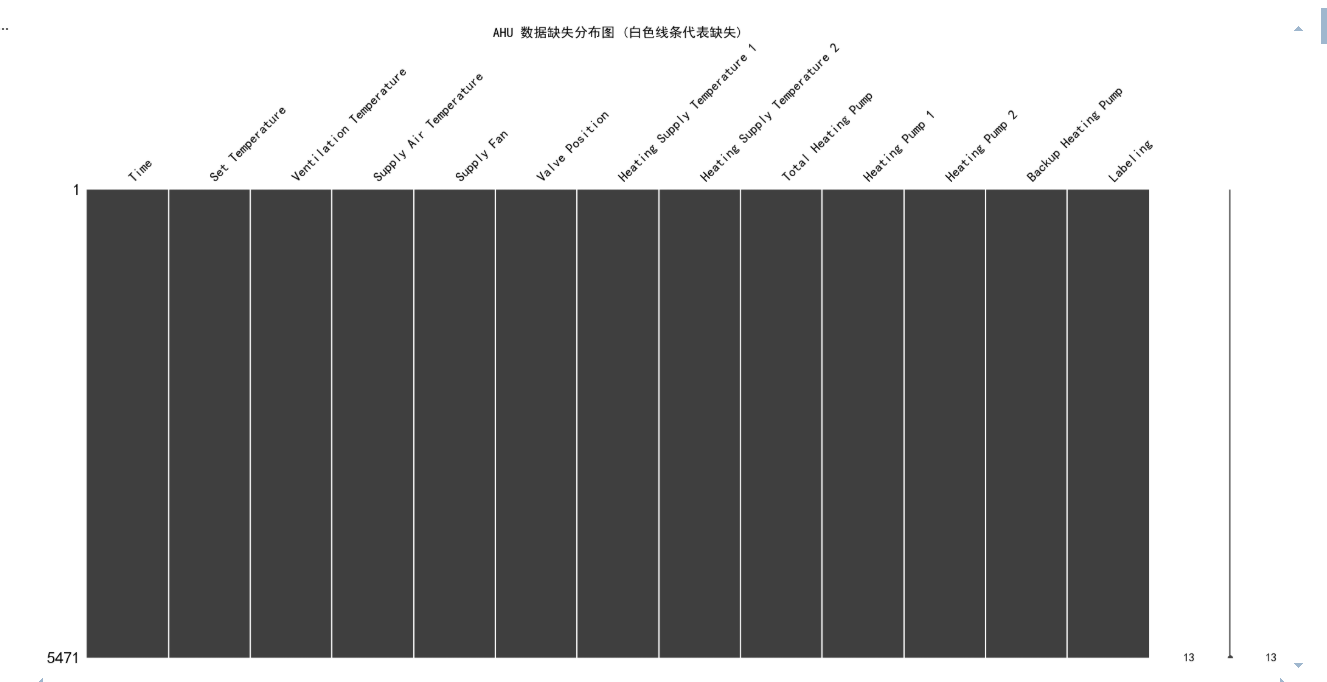 ..
AHU 数据缺失分布图 (白色线条代表缺失)
Time
Set Temperature
Ventilation Temperature
Supply Air Temperature
Supply Fan
Valve Position
Heating Supply Temperature 1
Heating Supply Temperature 2
Total Heating Pump
Heating Pump 1
Heating Pump 2
Backup Heating Pump
Labeling
1
5471
13
13